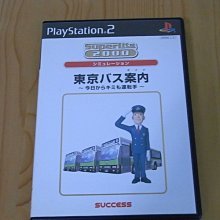 PlayStation 2
SuperLite
2000
シミュレーション
東京バス案内
～ 今日からキミも運転手 ～
SUCCESS